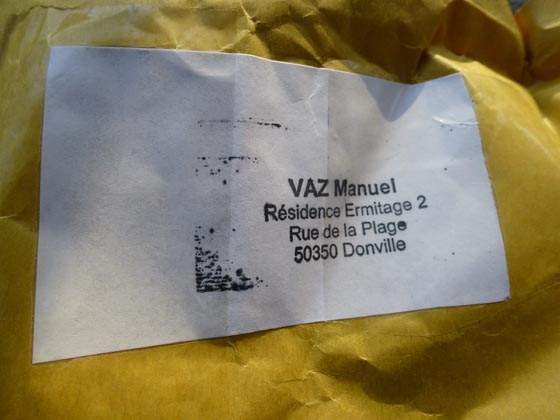 VAZ Manuel
Résidence Ermitage 2
Rue de la Plage
50350 Donville